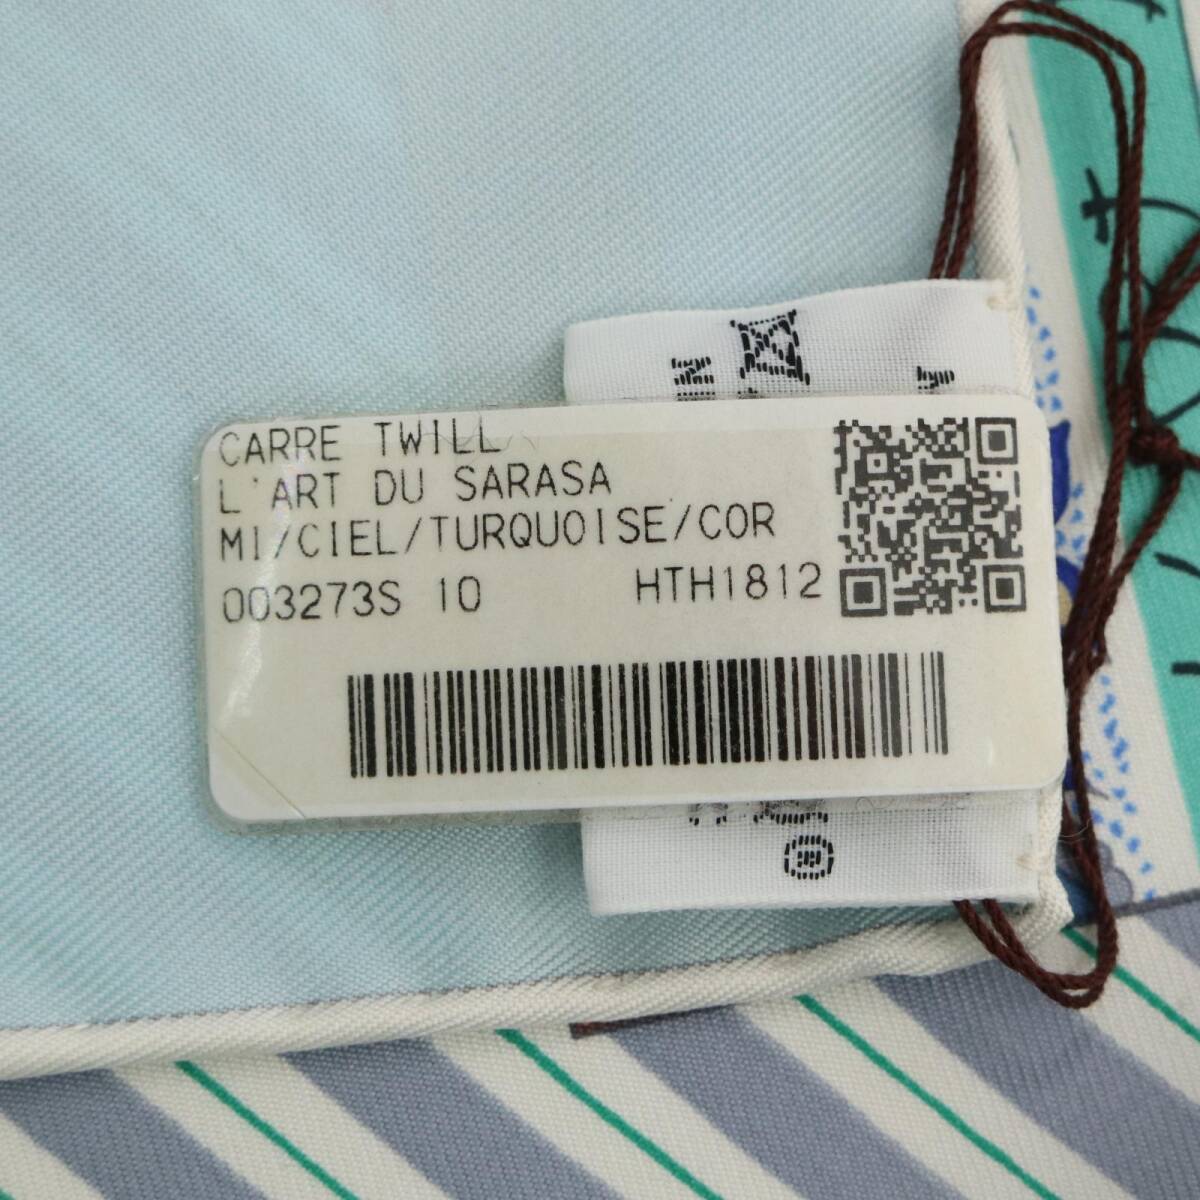 CARRE TWILL
L'ART DU SARASA
MI/CIEL/TURQUOISE/COR
003273S 10 HTH1812